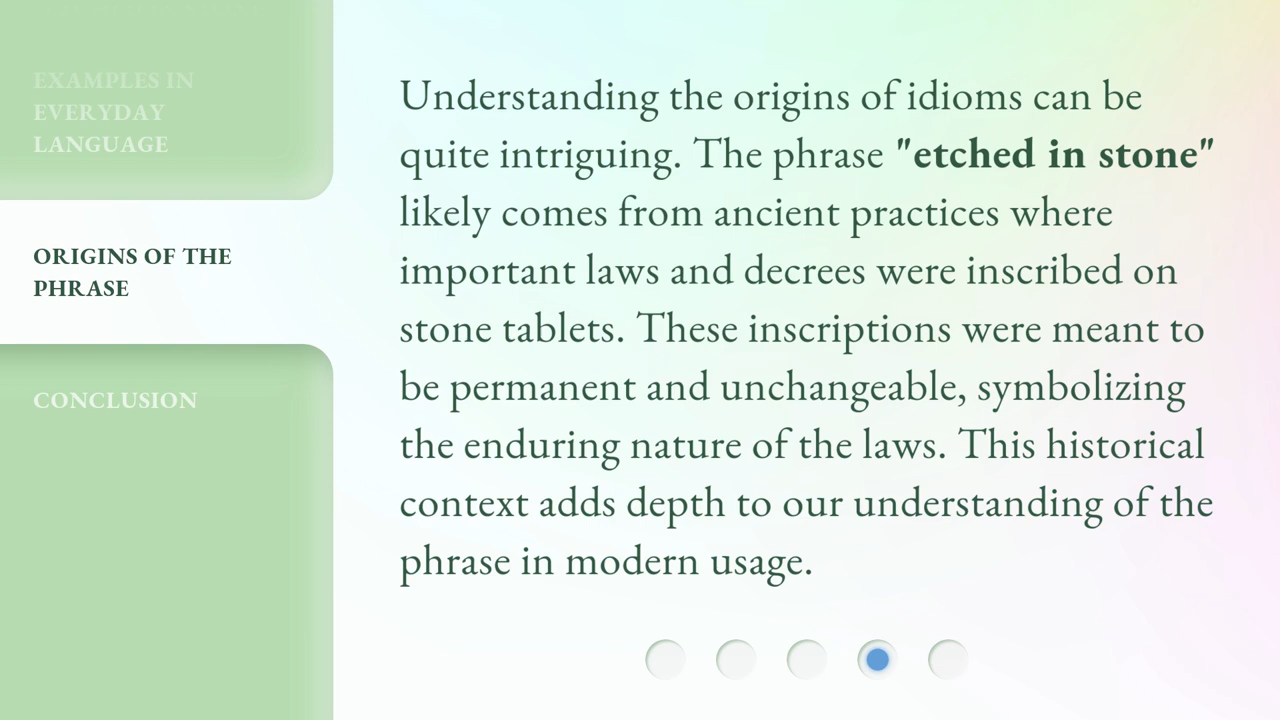 EXAMPLES IN
EVERYDAY
LANGUAGE
ORIGINS OF THE
PHRASE
CONCLUSION
Understanding the origins of idioms can be
quite intriguing. The phrase "etched in stone"
likely comes from ancient practices where
important laws and decrees were inscribed on
stone tablets. These inscriptions were meant to
be permanent and unchangeable, symbolizing
the enduring nature of the laws. This historical
context adds depth to our understanding of the
phrase in modern usage.